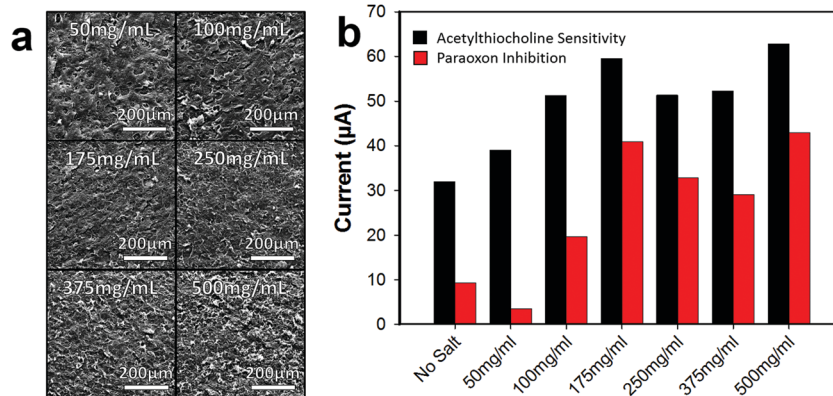 a
50mg/mL
100mg/mL
200µm
200µm
175mg/mL
250mg/mL
200µm
200µm
375mg/mL
500mg/mL
200µm
200µm
b
Acetylthiocholine Sensitivity
Paraoxon Inhibition
Current (µA)
70
60
50
40
30
20
10
0
No Salt
50mg/ml
100mg/ml
175mg/ml
250mg/ml
375mg/ml
500mg/ml